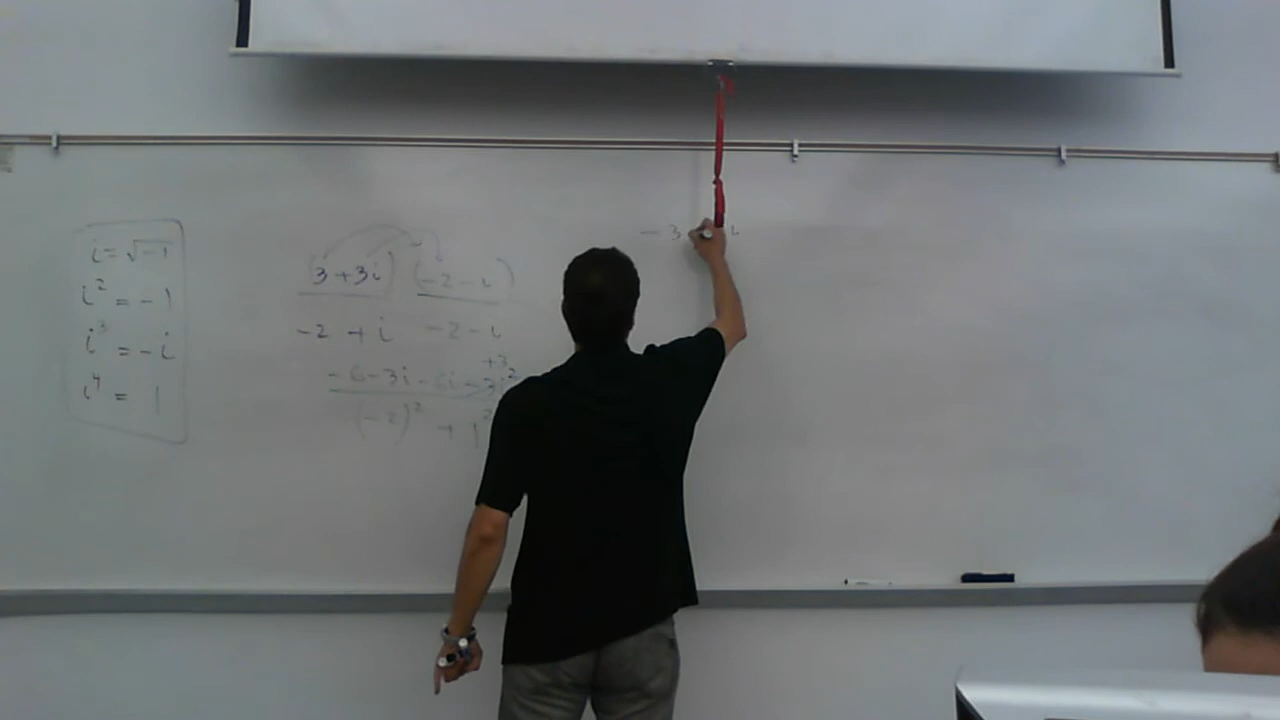 i = √-1
i² = -1
i³ = -i
i⁴ = 1
(3+3i) (-2-i)
-2 + i -2-i
+3
-6-3i-6i-3i²
(-2)² + 1²
-3